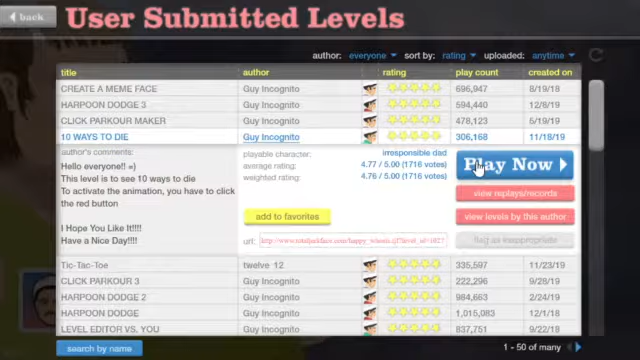 back
User Submitted Levels
author: everyone sort by: rating uploaded: anytime
title author rating play count created on
CREATE A MEME FACE Guy Incognito 696,947 8/19/18
HARPOON DODGE 3 Guy Incognito 594,440 12/8/19
CLICK PARKOUR MAKER Guy Incognito 478,123 5/19/19
10 WAYS TO DIE Guy Incognito 306,168 11/18/19
author's comments:
Hello everyone!! =)
This level is to see 10 ways to die
To activate the animation, you have to click
the red button
I Hope You Like It!!!!
Have a Nice Day!!!!
playable character: irresponsible dad
average rating: 4.77 / 5.00 (1716 votes)
weighted rating: 4.76 / 5.00 (1716 votes)
add to favorites
url:
Play Now
view replays/records
view levels by this author
flag as inappropriate
Tic-Tac-Toe twelve 12 335,597 11/23/19
CLICK PARKOUR 3 Guy Incognito 222,296 9/28/19
HARPOON DODGE 2 Guy Incognito 984,663 2/24/19
HARPOON DODGE Guy Incognito 1,015,083 12/1/18
LEVEL EDITOR VS. YOU Guy Incognito 837,751 9/22/18
search by name
1 - 50 of many